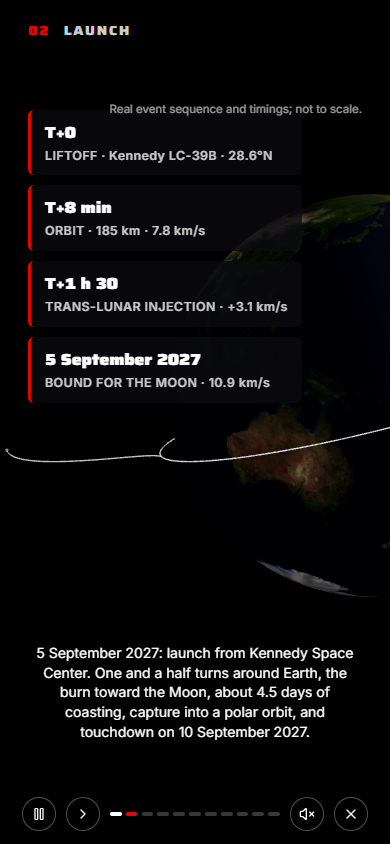 02 LAUNCH
Real event sequence and timings; not to scale.
T+0
LIFTOFF · Kennedy LC-39B · 28.6°N
T+8 min
ORBIT · 185 km · 7.8 km/s
T+1 h 30
TRANS-LUNAR INJECTION · +3.1 km/s
5 September 2027
BOUND FOR THE MOON · 10.9 km/s
5 September 2027: launch from Kennedy Space
Center. One and a half turns around Earth, the
burn toward the Moon, about 4.5 days of
coasting, capture into a polar orbit, and
touchdown on 10 September 2027.